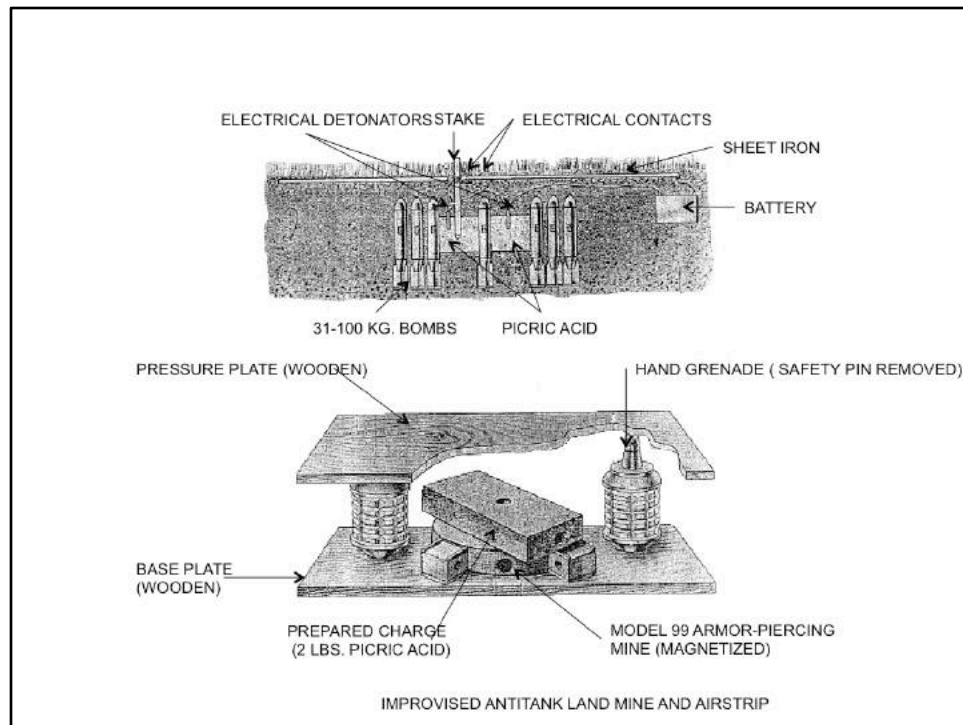 ELECTRICAL DETONATORS STAKE ELECTRICAL CONTACTS
SHEET IRON
BATTERY
31-100 KG. BOMBS PICRIC ACID
PRESSURE PLATE (WOODEN) HAND GRENADE ( SAFETY PIN REMOVED)
BASE PLATE
(WOODEN)
PREPARED CHARGE
(2 LBS. PICRIC ACID)
MODEL 99 ARMOR-PIERCING
MINE (MAGNETIZED)
IMPROVISED ANTITANK LAND MINE AND AIRSTRIP